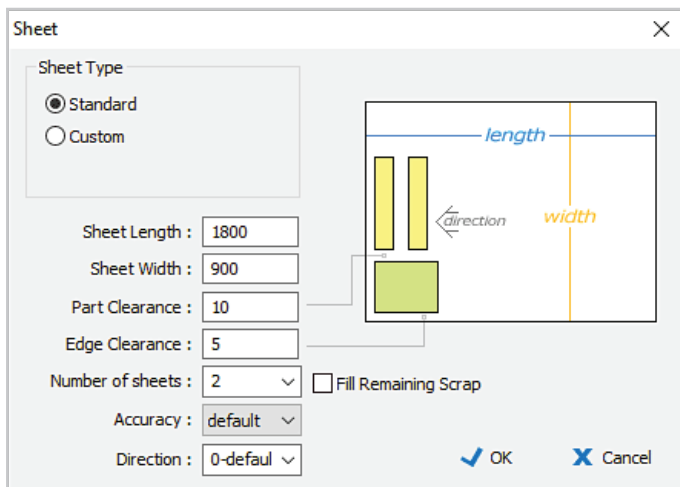 Sheet
Sheet Type
Standard
Custom
length
direction
width
Sheet Length : 1800
Sheet Width : 900
Part Clearance : 10
Edge Clearance : 5
Number of sheets : 2 Fill Remaining Scrap
Accuracy : default
Direction : 0-defaul
OK Cancel